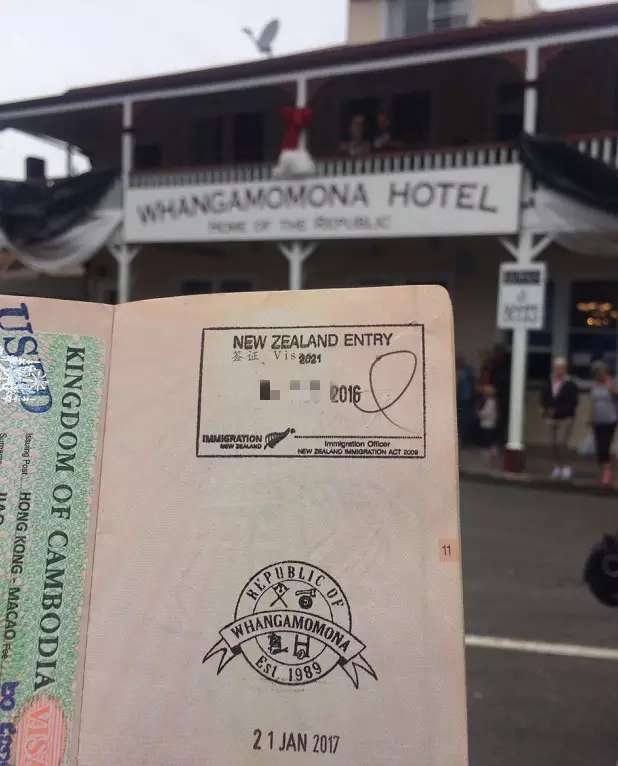 WHANGAMOMONA HOTEL
HOME OF THE REPUBLIC
USED
KINGDOM OF CAMBODIA
HONG KONG - MACAO
VISA
NEW ZEALAND ENTRY
签证 Vis
2021
2016
IMMIGRATION
NEW ZEALAND
Immigration Officer
NEW ZEALAND IMMIGRATION ACT 2009
11
REPUBLIC OF
WHANGAMOMONA
Est. 1989
21 JAN 2017